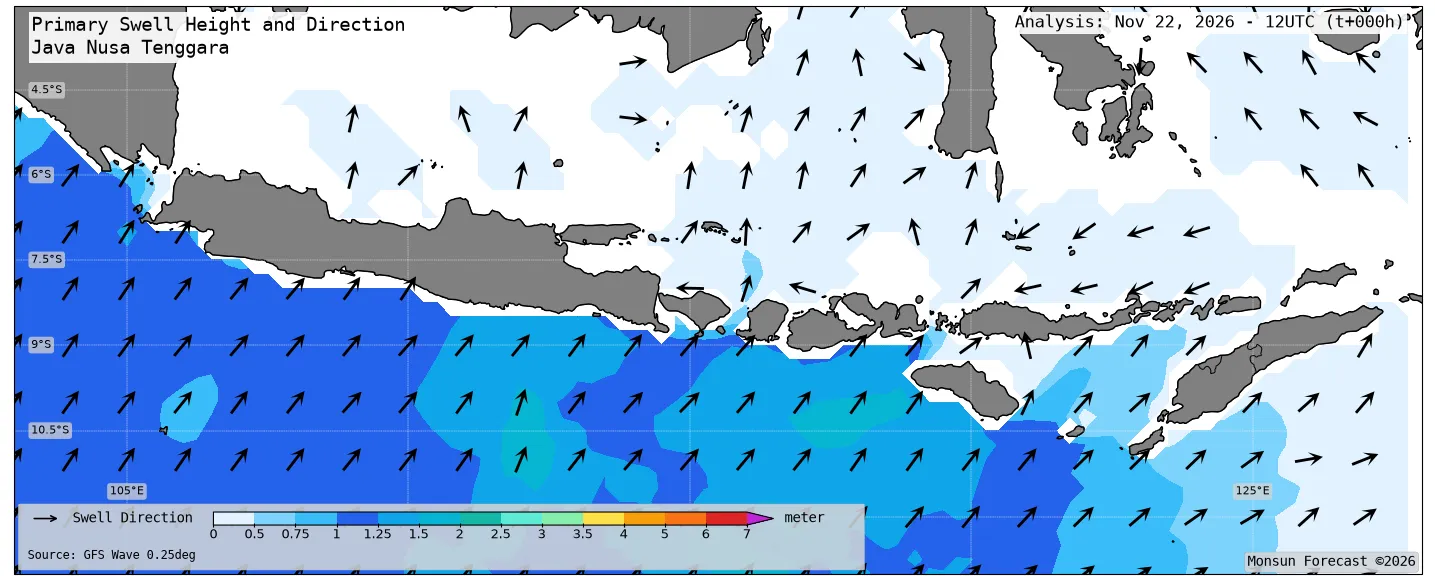 Primary Swell Height and Direction
Java Nusa Tenggara
Analysis: Nov 22, 2026 - 12UTC (t+000h)
4.5°S
6°S
7.5°S
9°S
10.5°S
105°E
125°E
Swell Direction
0 0.5 0.75 1 1.25 1.5 2 2.5 3 3.5 4 5 6 7
meter
Source: GFS Wave 0.25deg
Monsun Forecast ©2026